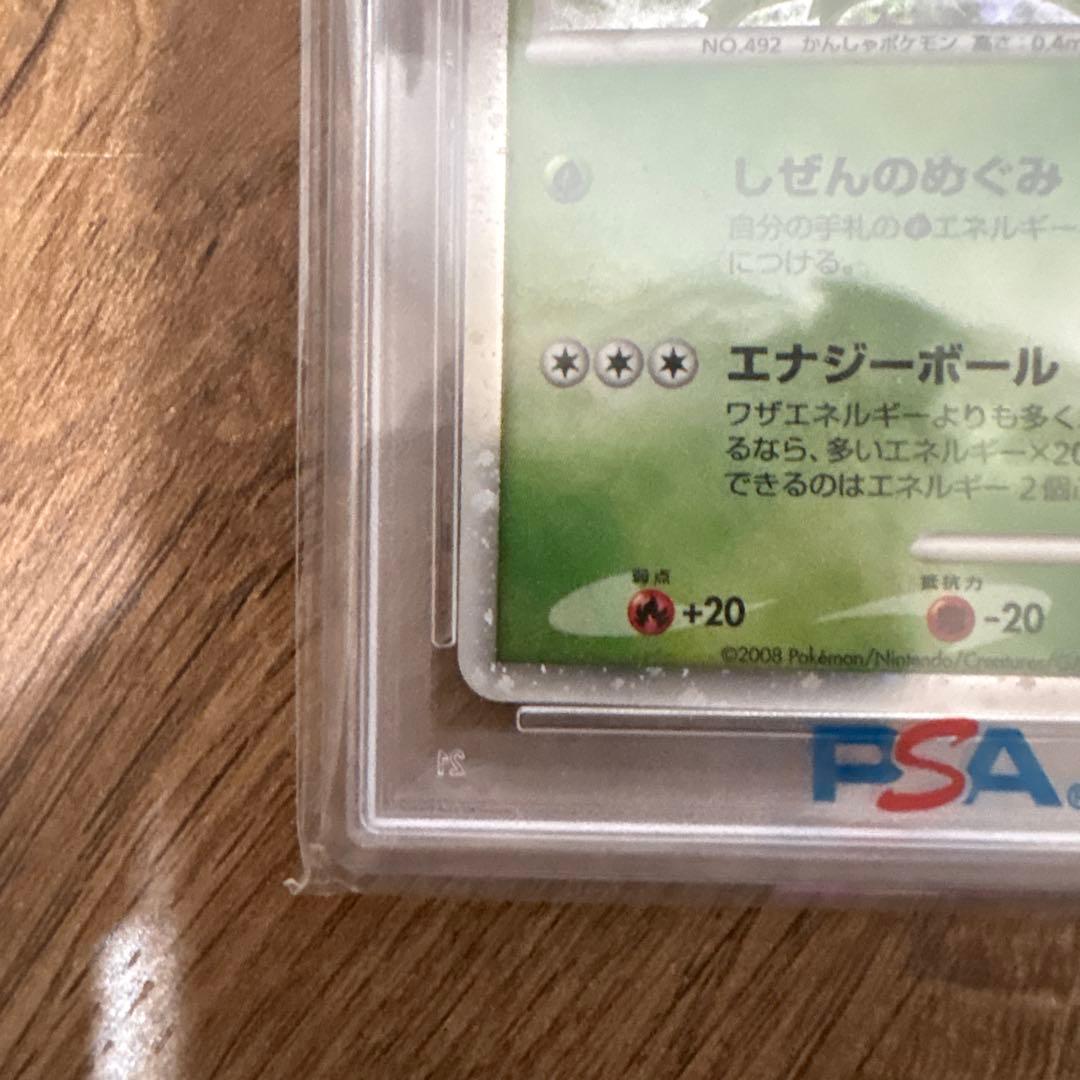 NO.492 かんしゃポケモン 高さ:0.4m
しぜんのめぐみ
自分の手札のエネルギー
につける。
エナジーボール
ワザエネルギーよりも多く
るなら、多いエネルギー×20
できるのはエネルギー2個
弱点 抵抗力
+20 -20
©2008 Pokémon/Nintendo/Creatures/
PSA
21